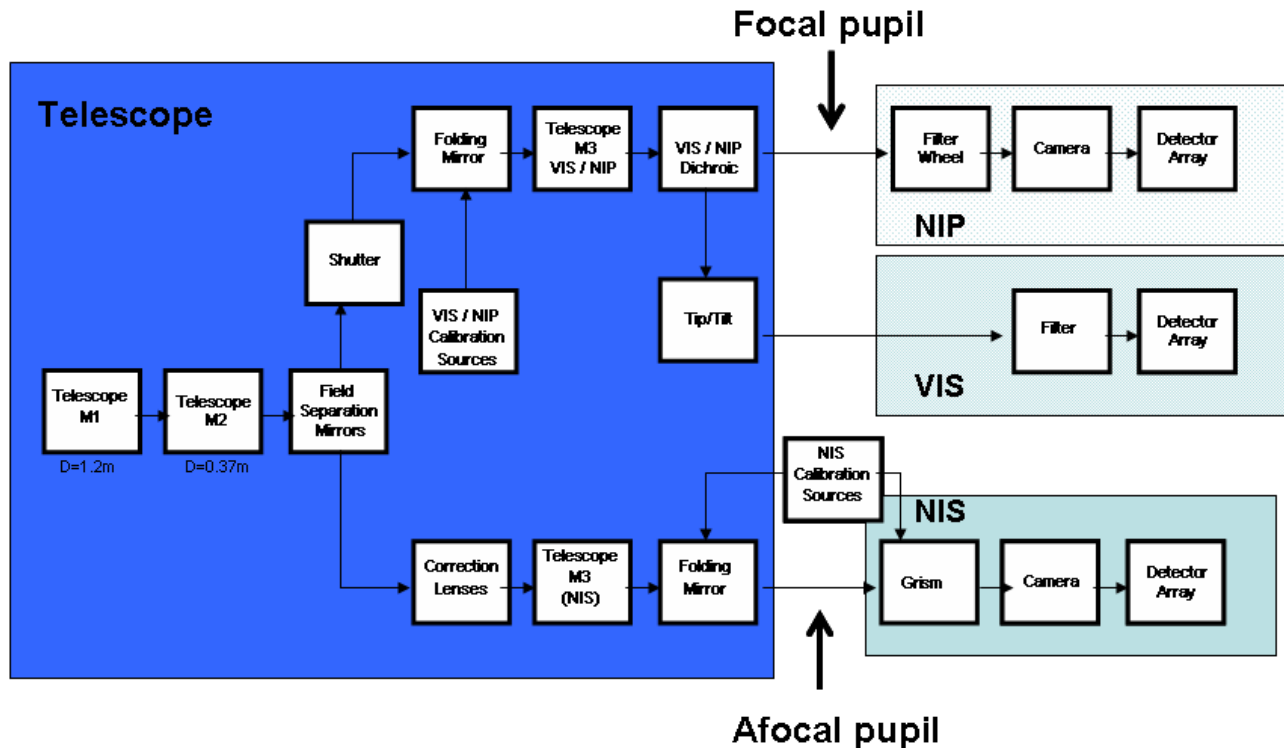 Focal pupil
Telescope
Folding
Mirror
Telescope
M3
VIS / NIP
VIS / NIP
Dichroic
Filter
Wheel
Camera
Detector
Array
NIP
Shutter
VIS / NIP
Calibration
Sources
Tip/Tilt
Filter
Detector
Array
VIS
Telescope
M1
D=1.2m
Telescope
M2
D=0.37m
Field
Separation
Mirrors
NIS
Calibration
Sources
NIS
Correction
Lenses
Telescope
M3
(NIS)
Folding
Mirror
Grism
Camera
Detector
Array
Afocal pupil